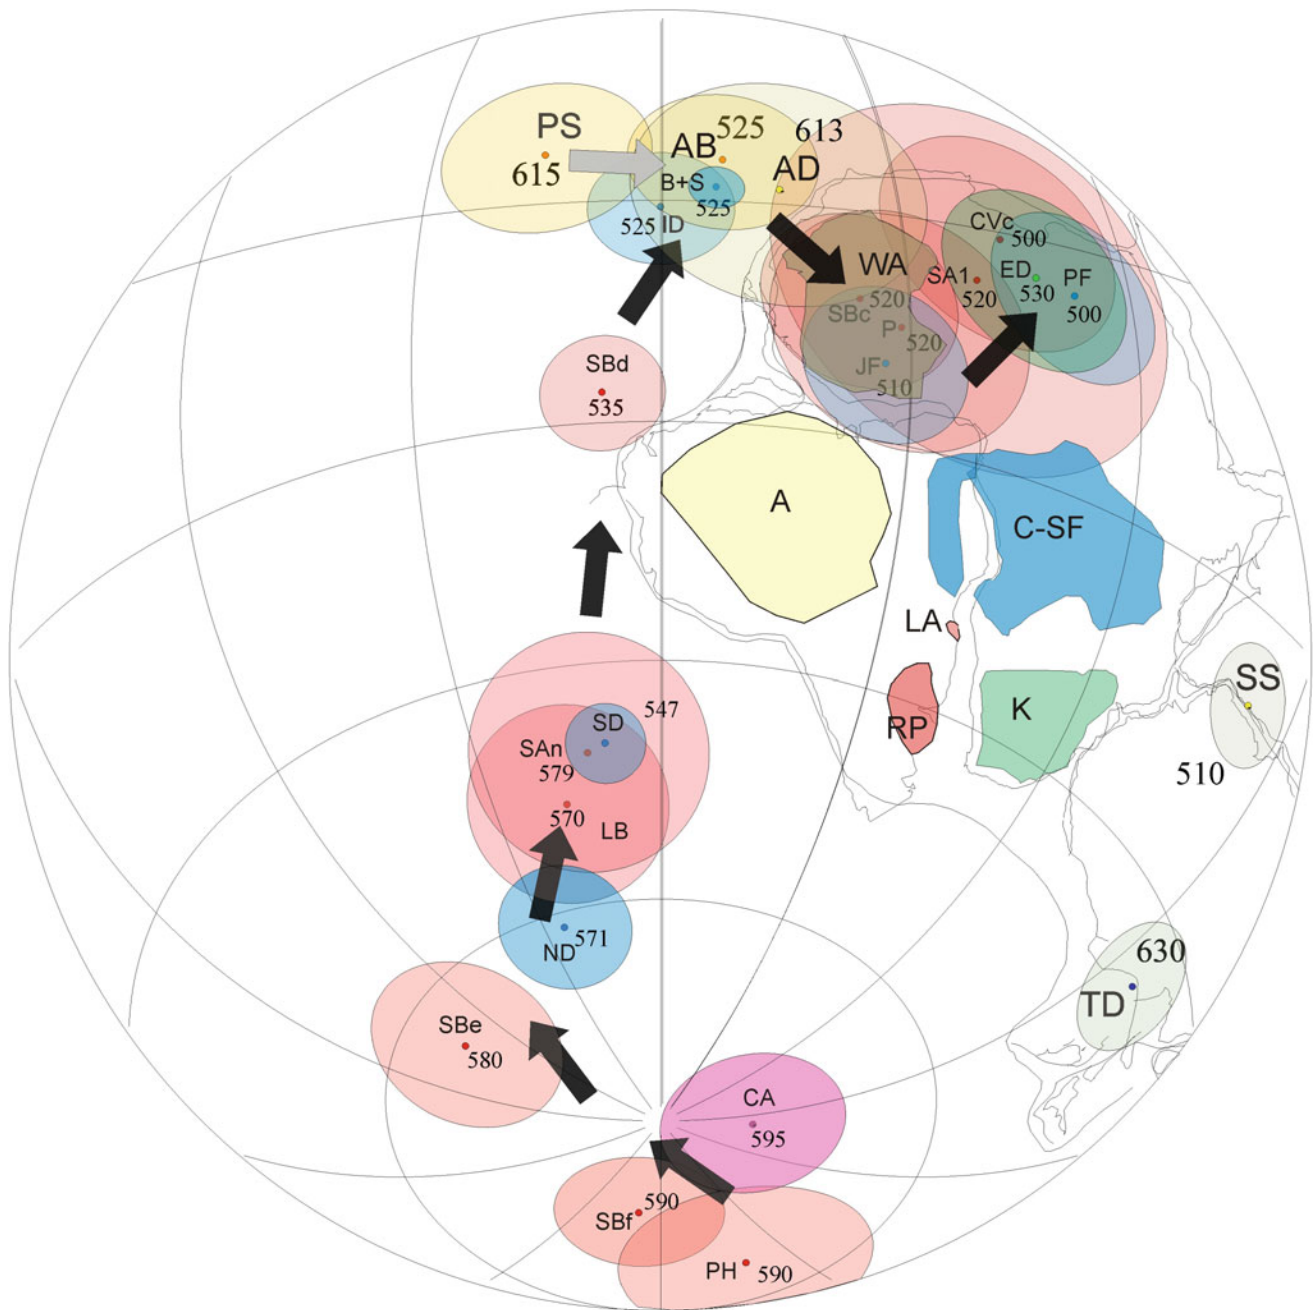 PS
615
AB
525
613
AD
B+S
525
525
ID
WA
SBc
520
P
520
JF
510
CVc
500
SA1
520
ED
530
PF
500
SBd
535
A
C-SF
LA
RP
K
SS
510
SD
547
SAn
579
570
LB
ND
571
630
TD
SBe
580
CA
595
590
SBf
PH
590